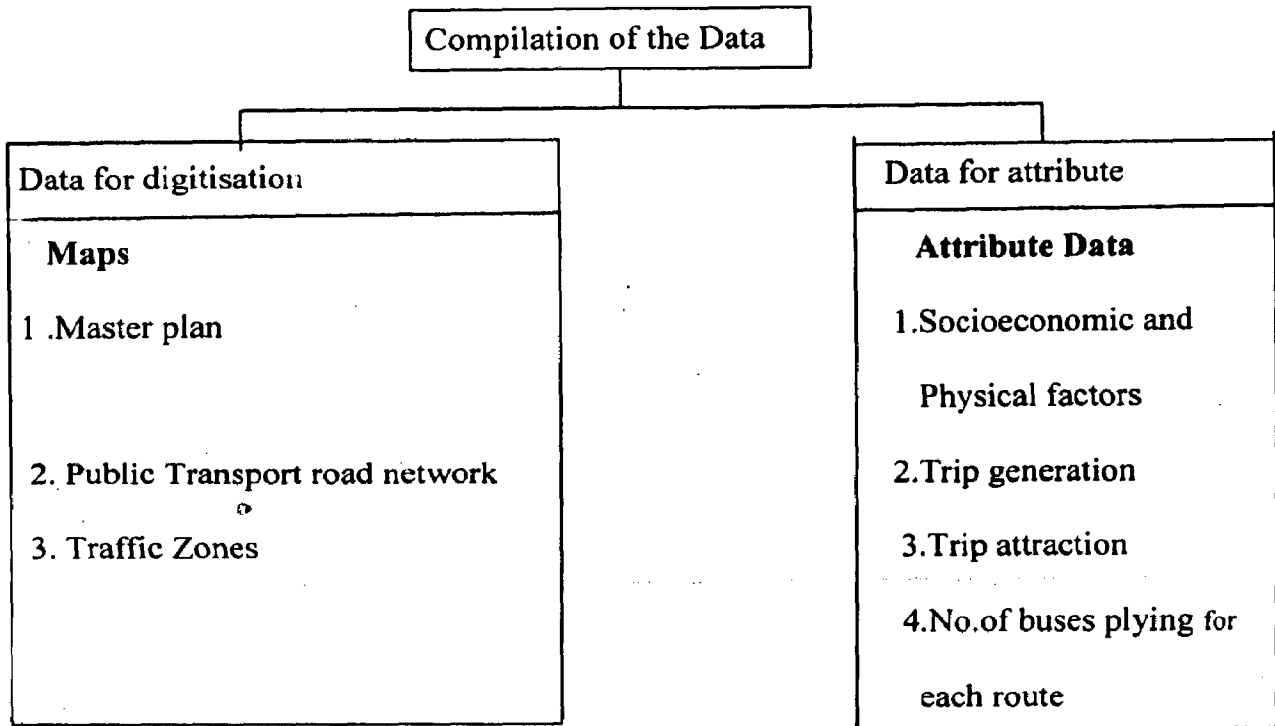 Compilation of the Data
Data for digitisation
Maps
1 .Master plan
2. Public Transport road network
3. Traffic Zones
Data for attribute
Attribute Data
1.Socioeconomic and
Physical factors
2.Trip generation
3.Trip attraction
4.No.of buses plying for
each route